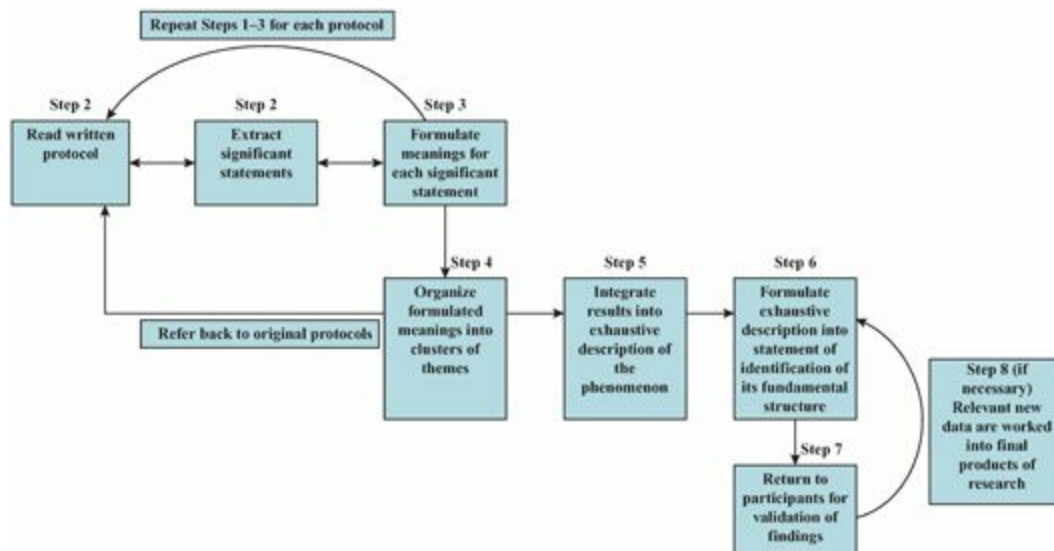 Repeat Steps 1–3 for each protocol
Step 2
Read written
protocol
Step 2
Extract
significant
statements
Step 3
Formulate
meanings for
each significant
statement
Step 4
Organize
formulated
meanings into
clusters of
themes
Refer back to original protocols
Step 5
Integrate
results into
exhaustive
description of
the
phenomenon
Step 6
Formulate
exhaustive
description into
statement of
identification of
its fundamental
structure
Step 7
Return to
participants for
validation of
findings
Step 8 (if
necessary)
Relevant new
data are worked
into final
products of
research